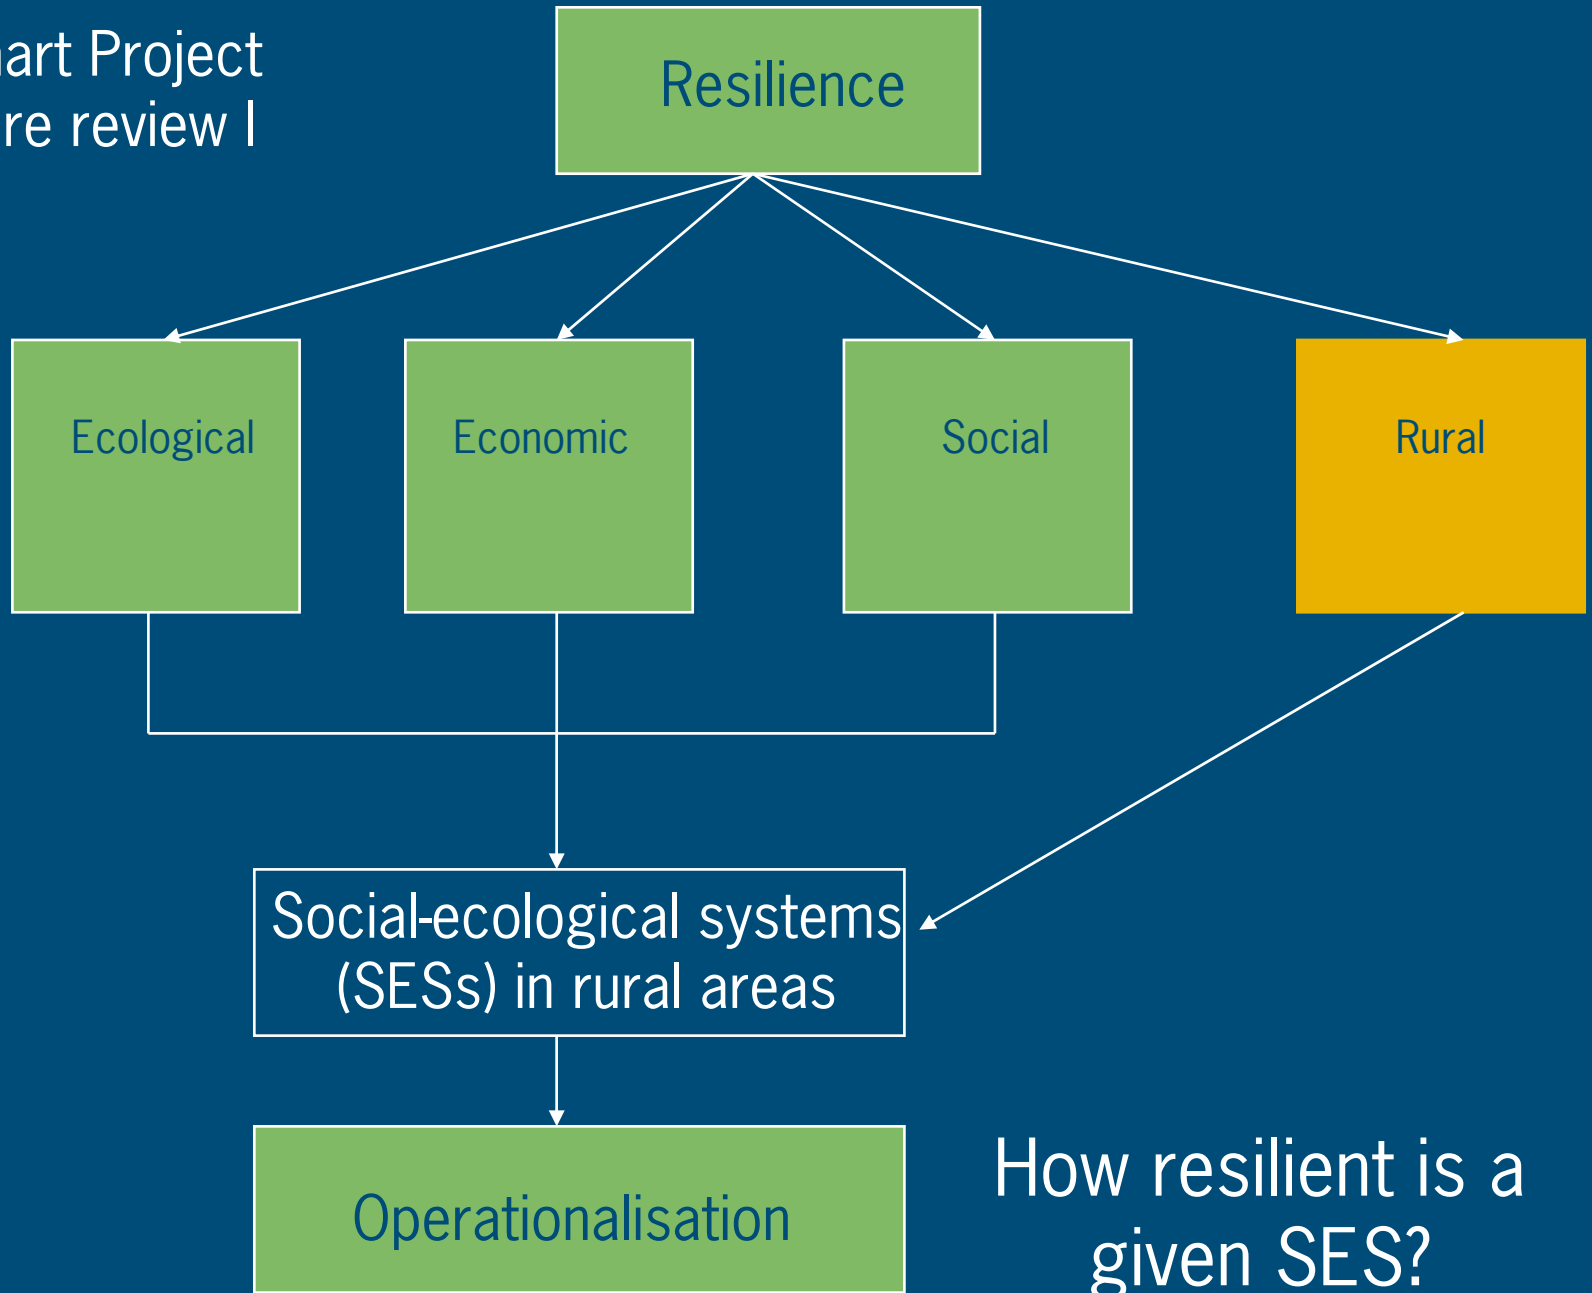 art Project
re review I
Resilience
Ecological
Economic
Social
Rural
Social-ecological systems
(SESs) in rural areas
Operationalisation
How resilient is a
given SES?